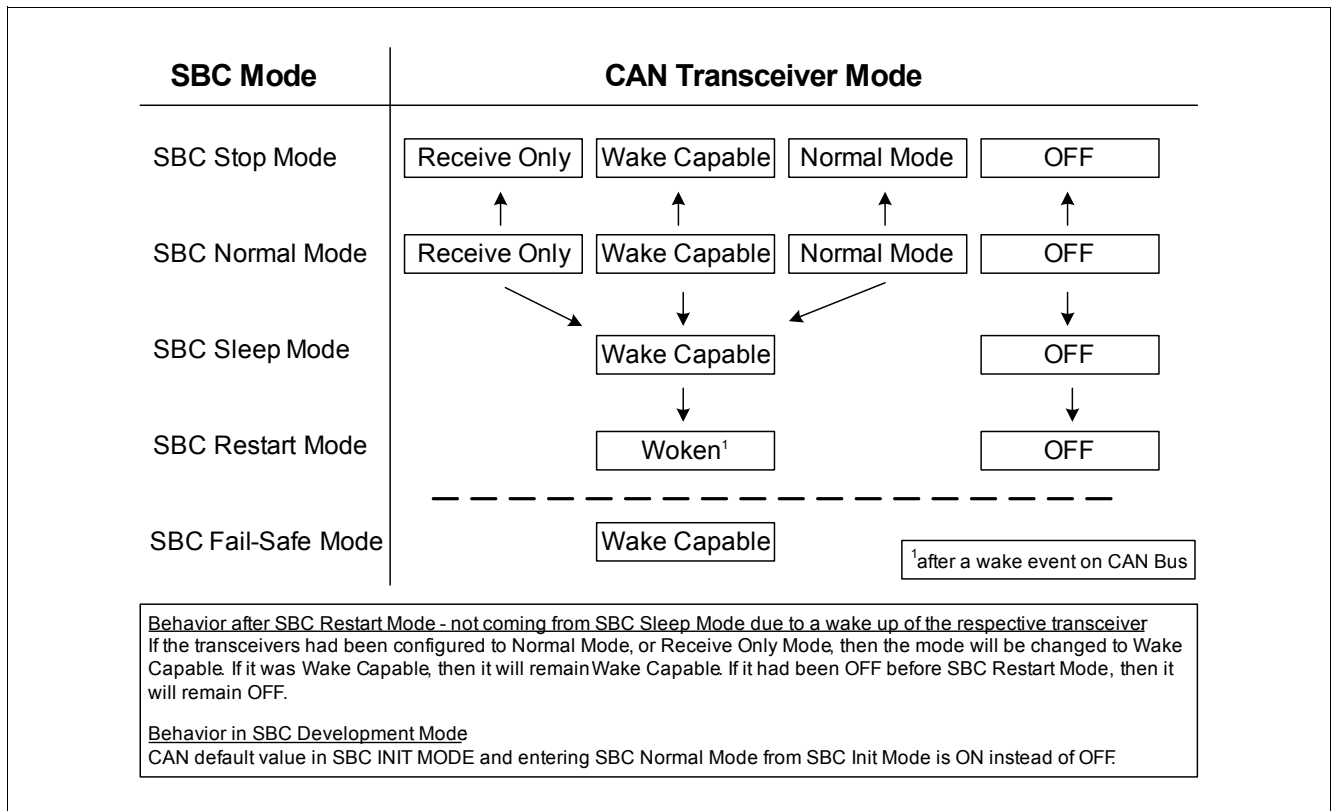 SBC Mode CAN Transceiver Mode
SBC Stop Mode Receive Only Wake Capable Normal Mode OFF
SBC Normal Mode Receive Only Wake Capable Normal Mode OFF
SBC Sleep Mode Wake Capable OFF
SBC Restart Mode Woken¹ OFF
SBC Fail-Safe Mode Wake Capable
¹after a wake event on CAN Bus
Behavior after SBC Restart Mode - not coming from SBC Sleep Mode due to a wake up of the respective transceiver
If the transceivers had been configured to Normal Mode, or Receive Only Mode, then the mode will be changed to Wake
Capable. If it was Wake Capable, then it will remain Wake Capable. If it had been OFF before SBC Restart Mode, then it
will remain OFF.
Behavior in SBC Development Mode
CAN default value in SBC INIT MODE and entering SBC Normal Mode from SBC Init Mode is ON instead of OFF.